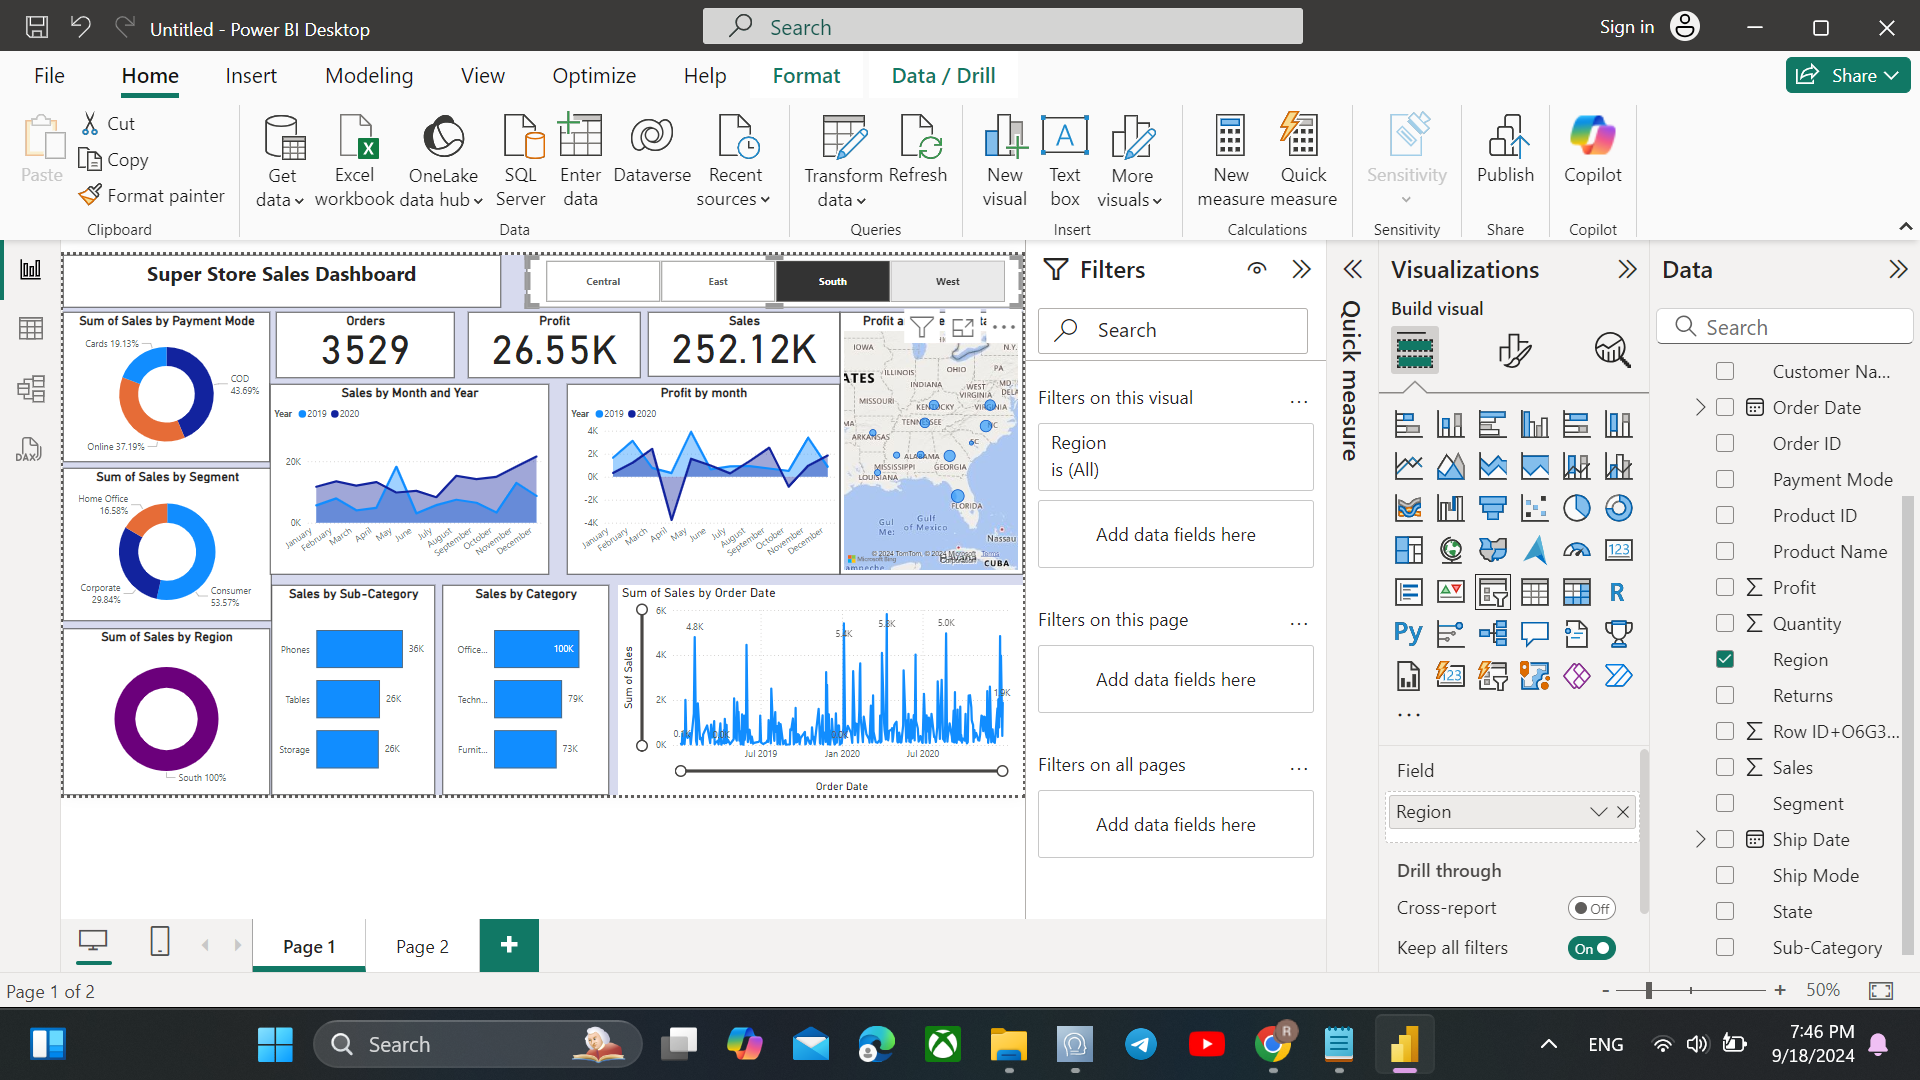 Untitled - Power BI Desktop
Search
Sign in
File
Home
Insert
Modeling
View
Optimize
Help
Format
Data / Drill
Share
Paste
Cut
Copy
Format painter
Clipboard
Get data
Excel workbook
OneLake data hub
SQL Server
Enter data
Dataverse
Recent sources
Data
Transform data
Refresh
Queries
New visual
Text box
More visuals
Insert
New measure
Quick measure
Calculations
Sensitivity
Sensitivity
Publish
Share
Copilot
Copilot
Super Store Sales Dashboard
Central
East
South
West
Sum of Sales by Payment Mode
Cards 19.13%
COD
43.69%
Online 37.19%
Orders
3529
Profit
26.55K
Sales
252.12K
Sales by Month and Year
Year 2019 2020
20K
0K
January
February
March
April
May
June
July
August
September
October
November
December
Profit by month
Year 2019 2020
4K
2K
0K
-2K
-4K
January
February
March
April
May
June
July
August
September
October
November
December
IOWA
N.Y.
ATES
ILLINOIS
OHIO
PA
INDIANA
WEST
VIRGINIA
MD.
DELA
MISSOURI
KENTUCKY
VIRGINIA
TENNESSEE
NC
ARKANSAS
SC
ALABAMA
MISSISSIPPI
GEORGIA
LOUISIANA
FLORIDA
Gulf
of Mexico
Nassau
© 2024 TomTom, © 2024 Microsoft Corporation Terms
Microsoft Bing
Havana
CUBA
Sum of Sales by Segment
Home Office
16.58%
Corporate
29.84%
Consumer
53.57%
Sum of Sales by Region
South 100%
Sales by Sub-Category
Phones 36K
Tables 26K
Storage 26K
Sales by Category
Office... 100K
Techn... 79K
Furnit... 73K
Sum of Sales by Order Date
Sum of Sales
6K
4K
2K
0K
4.8K
5.4K
5.0K
1.9K
Jul 2019
Jan 2020
Jul 2020
Order Date
Filters
Search
Filters on this visual
...
Region
is (All)
Add data fields here
Filters on this page
...
Add data fields here
Filters on all pages
...
Add data fields here
Quick measure
Visualizations
Build visual
123
R
Py
123
...
Field
Region
Drill through
Cross-report
Off
Keep all filters
On
Data
Search
Customer Na...
Order Date
Order ID
Payment Mode
Product ID
Product Name
Profit
Quantity
Region
Returns
Row ID+O6G3...
Sales
Segment
Ship Date
Ship Mode
State
Sub-Category
DAX
Page 1
Page 2
+
Page 1 of 2
- + 50%
Search
R
ENG
7:46 PM
9/18/2024